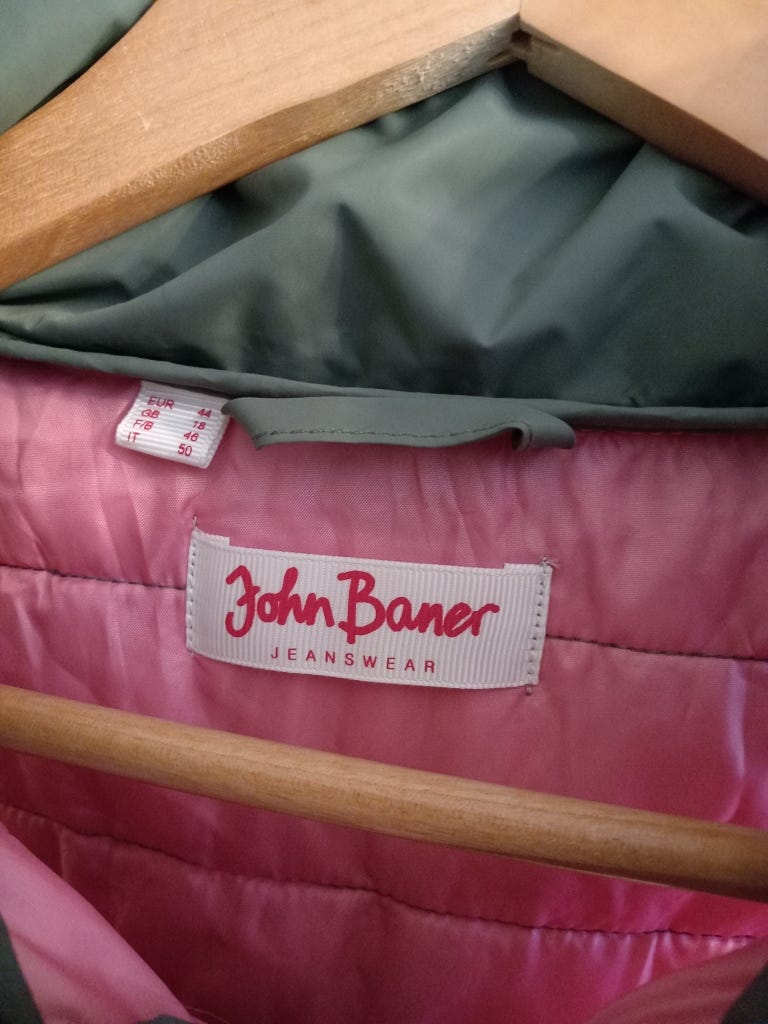 EUR 44
GB 18
F/B 46
IT 50
John Baner
JEANSWEAR